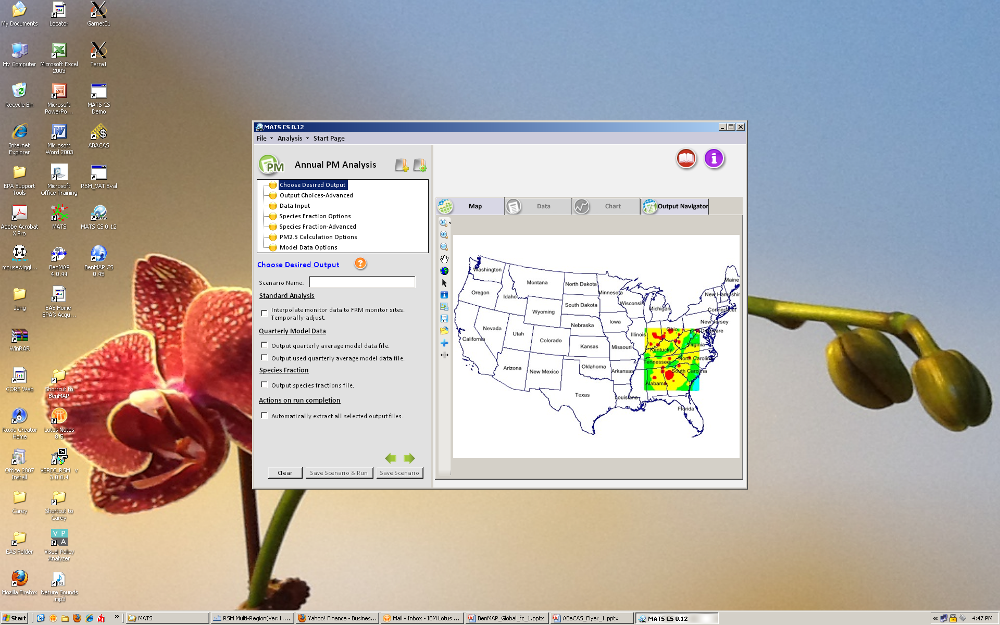 My Documents
Locator
Garnet01
My Computer
Microsoft Excel
2003
Terra1
Recycle Bin
Microsoft
PowerPo...
MATS CS
Demo
Internet
Explorer
Microsoft
Word 2003
ABACAS
EPA Support
Tools
Microsoft
Office Training
RSM_VAT Eval
Adobe Acrobat
X Pro
MATS
MATS CS 0.12
mousewiggl...
BenMAP
4.0.44
BenMAP CS
0.45
Jang
EAS Home
EPA's Acqu...
WinRAR
CORE Web
Shortcut to
BenMAP
Roxio Creator
Home
Lotus Notes
8.5
Office 2007
Install
VERDI_RSM v
3.0.0.4
Carey
Shortcut to
Carey
EAS Folder
V P
A
Visual Policy
Analyzer
Mozilla Firefox
Nature Sounds
.mp3
MATS CS 0.12
File
Analysis
Start Page
PM
Annual PM Analysis
Choose Desired Output
Output Choices-Advanced
Data Input
Species Fraction Options
Species Fraction-Advanced
PM2.5 Calculation Options
Model Data Options
Choose Desired Output
?
Scenario Name:
Standard Analysis
Interpolate monitor data to FRM monitor sites.
Temporally-adjust.
Quarterly Model Data
Output quarterly average model data file.
Output used quarterly average model data file.
Species Fraction
Output species fractions file.
Actions on run completion
Automatically extract all selected output files.
Clear
Save Scenario & Run
Save Scenario
i
Map
Data
Chart
Output Navigator
Washington
Oregon
California
Nevada
Idaho
Montana
Wyoming
Utah
Arizona
Colorado
New Mexico
North Dakota
South Dakota
Nebraska
Kansas
Oklahoma
Texas
Minnesota
Iowa
Missouri
Arkansas
Louisiana
Wisconsin
Illinois
Michigan
Ohio
Kentucky
Tennessee
Alabama
Virginia
North Carolina
South Carolina
Florida
Maine
New Hampshir
Connecticut
New Jersey
Delaware
Start
»
MATS
RSM Multi-Region(Ver:1....
Yahoo! Finance - Busines...
Mail - Inbox - IBM Lotus ...
BenMAP_Global_fc_1.pptx
ABaCAS_Flyer_1.pptx
MATS CS 0.12
«
4:47 PM